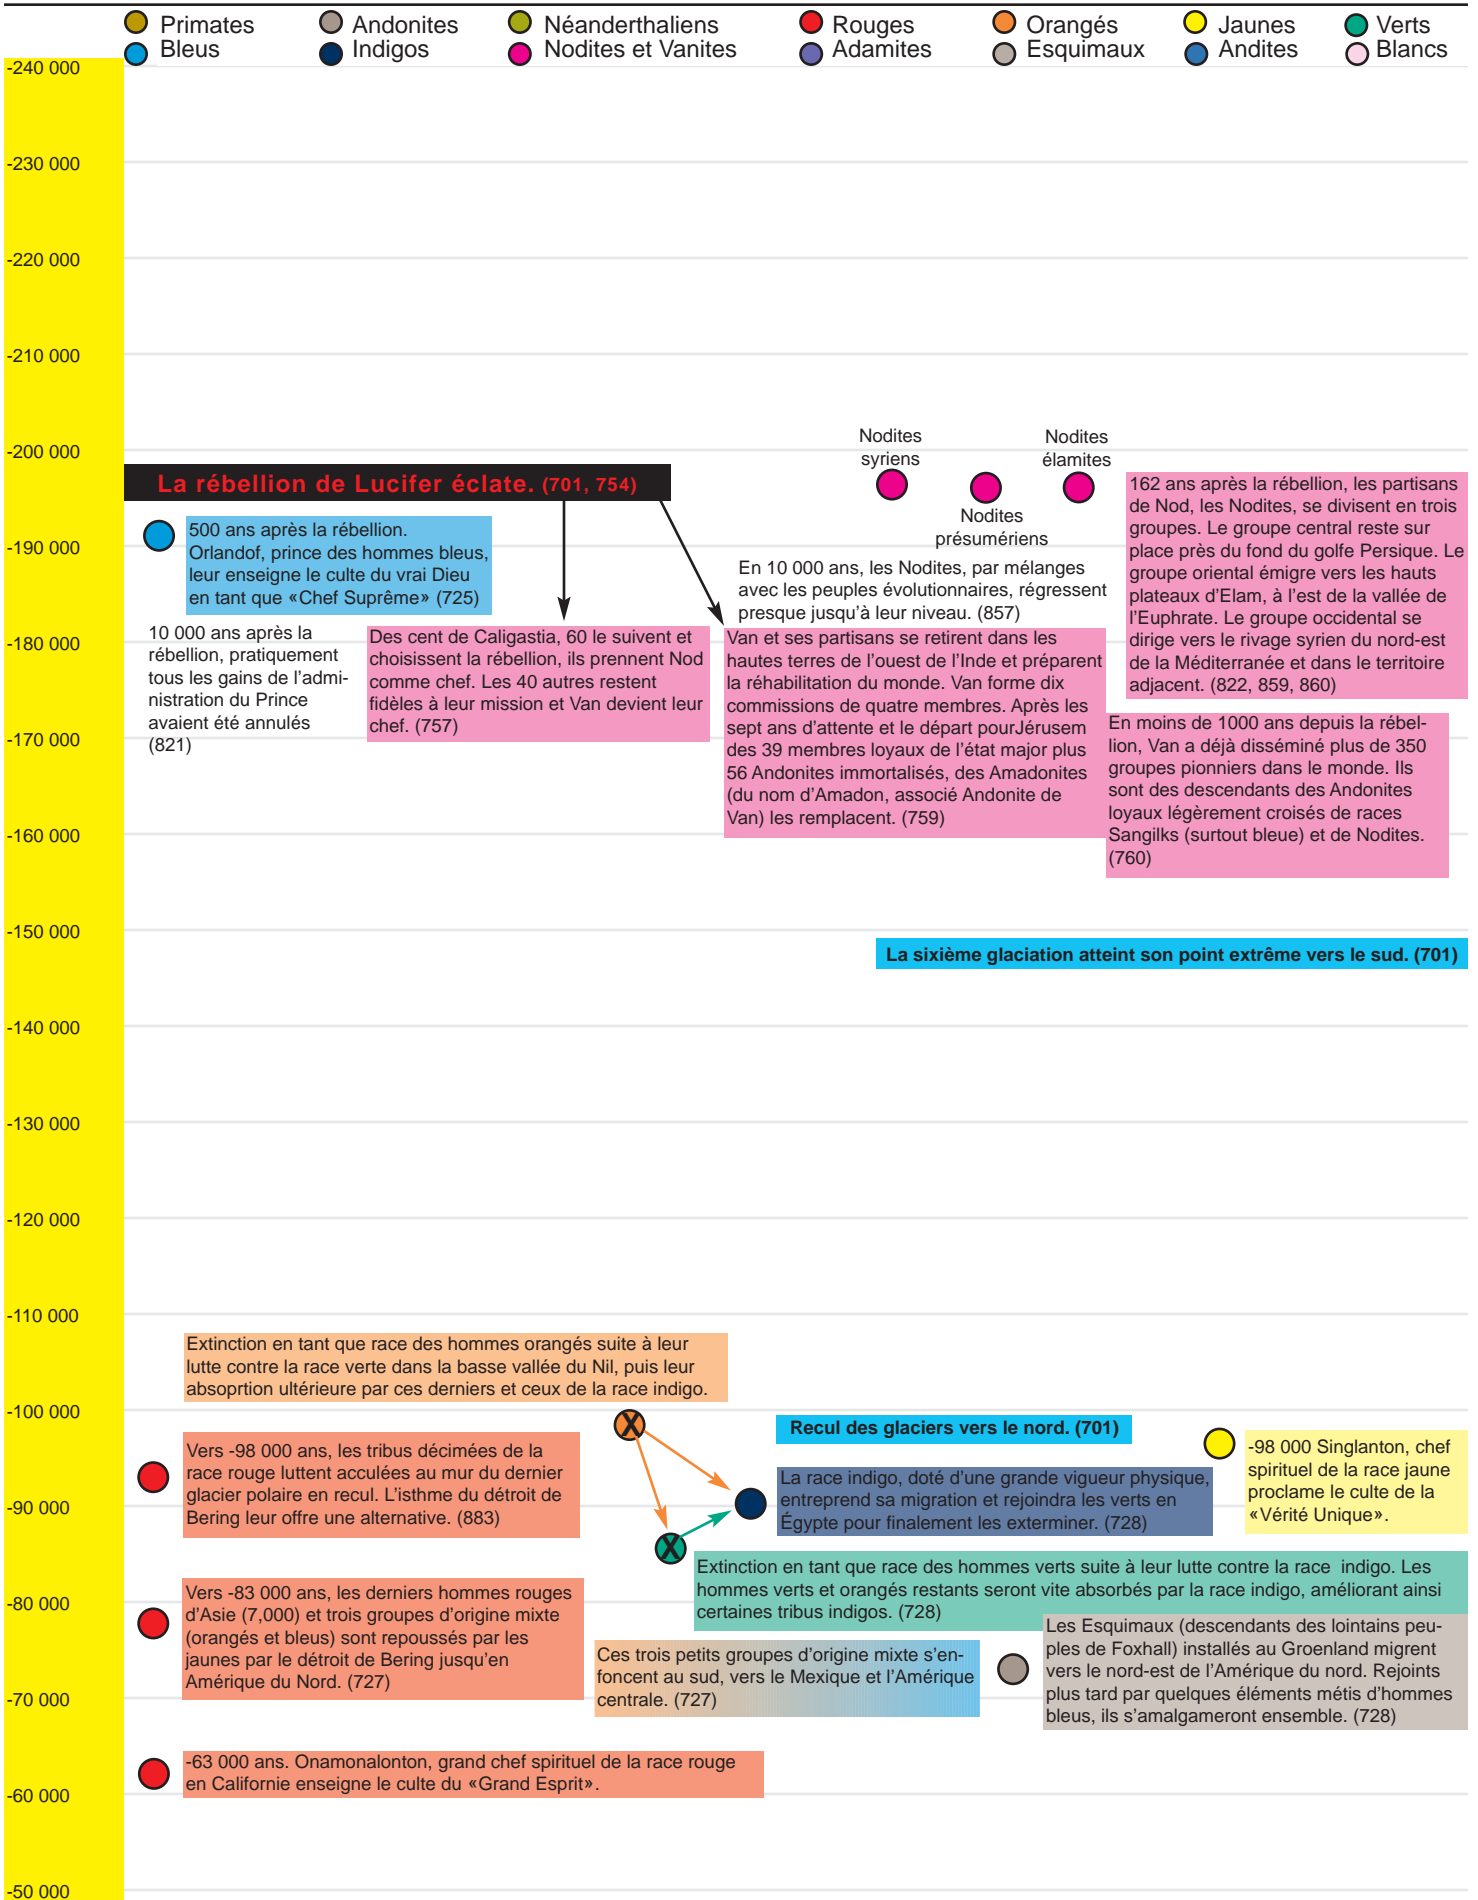 Primates
Andonites
Néanderthaliens
Rouges
Orangés
Jaunes
Verts
Bleus
Indigos
Nodites et Vanites
Adamites
Esquimaux
Andites
Blancs
-240 000
-230 000
-220 000
-210 000
-200 000
-190 000
-180 000
-170 000
-160 000
-150 000
-140 000
-130 000
-120 000
-110 000
-100 000
-90 000
-80 000
-70 000
-60 000
-50 000
La rébellion de Lucifer éclate. (701, 754)
500 ans après la rébellion.
Orlandof, prince des hommes bleus,
leur enseigne le culte du vrai Dieu
en tant que «Chef Suprême» (725)
10 000 ans après la
rébellion, pratiquement
tous les gains de l'admi-
nistration du Prince
avaient été annulés
(821)
Des cent de Caligastia, 60 le suivent et
choisissent la rébellion, ils prennent Nod
comme chef. Les 40 autres restent
fidèles à leur mission et Van devient leur
chef. (757)
Nodites
syriens
Nodites
présumériens
Nodites
élamites
En 10 000 ans, les Nodites, par mélanges
avec les peuples évolutionnaires, régressent
presque jusqu'à leur niveau. (857)
Van et ses partisans se retirent dans les
hautes terres de l'ouest de l'Inde et préparent
la réhabilitation du monde. Van forme dix
commissions de quatre membres. Après les
sept ans d'attente et le départ pourJérusem
des 39 membres loyaux de l'état major plus
56 Andonites immortalisés, des Amadonites
(du nom d'Amadon, associé Andonite de
Van) les remplacent. (759)
162 ans après la rébellion, les partisans
de Nod, les Nodites, se divisent en trois
groupes. Le groupe central reste sur
place près du fond du golfe Persique. Le
groupe oriental émigre vers les hauts
plateaux d'Elam, à l'est de la vallée de
l'Euphrate. Le groupe occidental se
dirige vers le rivage syrien du nord-est
de la Méditerranée et dans le territoire
adjacent. (822, 859, 860)
En moins de 1000 ans depuis la rébel-
lion, Van a déjà disséminé plus de 350
groupes pionniers dans le monde. Ils
sont des descendants des Andonites
loyaux légèrement croisés de races
Sangilks (surtout bleue) et de Nodites.
(760)
La sixième glaciation atteint son point extrême vers le sud. (701)
Extinction en tant que race des hommes orangés suite à leur
lutte contre la race verte dans la basse vallée du Nil, puis leur
absoprtion ultérieure par ces derniers et ceux de la race indigo.
X
Recul des glaciers vers le nord. (701)
Vers -98 000 ans, les tribus décimées de la
race rouge luttent acculées au mur du dernier
glacier polaire en recul. L'isthme du détroit de
Bering leur offre une alternative. (883)
La race indigo, doté d'une grande vigueur physique,
entreprend sa migration et rejoindra les verts en
Égypte pour finalement les exterminer. (728)
-98 000 Singlanton, chef
spirituel de la race jaune
proclame le culte de la
«Vérité Unique».
X
Extinction en tant que race des hommes verts suite à leur lutte contre la race indigo. Les
hommes verts et orangés restants seront vite absorbés par la race indigo, améliorant ainsi
certaines tribus indigos. (728)
Vers -83 000 ans, les derniers hommes rouges
d'Asie (7,000) et trois groupes d'origine mixte
(orangés et bleus) sont repoussés par les
jaunes par le détroit de Bering jusqu'en
Amérique du Nord. (727)
Ces trois petits groupes d'origine mixte s'en-
foncent au sud, vers le Mexique et l'Amérique
centrale. (727)
Les Esquimaux (descendants des lointains peu-
ples de Foxhall) installés au Groenland migrent
vers le nord-est de l'Amérique du nord. Rejoints
plus tard par quelques éléments métis d'hommes
bleus, ils s'amalgameront ensemble. (728)
-63 000 ans. Onamonalonton, grand chef spirituel de la race rouge
en Californie enseigne le culte du «Grand Esprit».